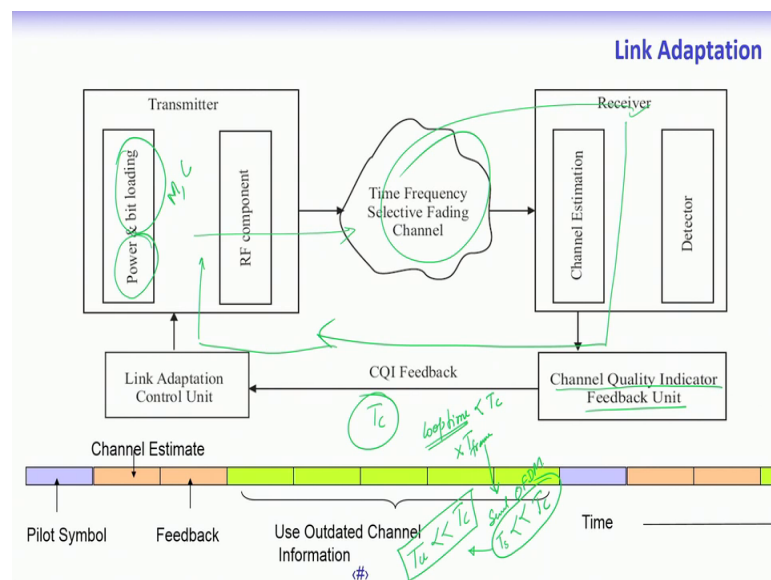 Link Adaptation
Transmitter
Receiver
Power & bit loading
RF component
M, C
Time Frequency
Selective Fading
Channel
Channel Estimation
Detector
Link Adaptation
Control Unit
CQI Feedback
Channel Quality Indicator
Feedback Unit
Tc
loop time < Tc
x Tframe
Channel Estimate
OFDM
Ts << Tc
Tu << Tc
Pilot Symbol
Feedback
Use Outdated Channel
Information
Time
‹#›